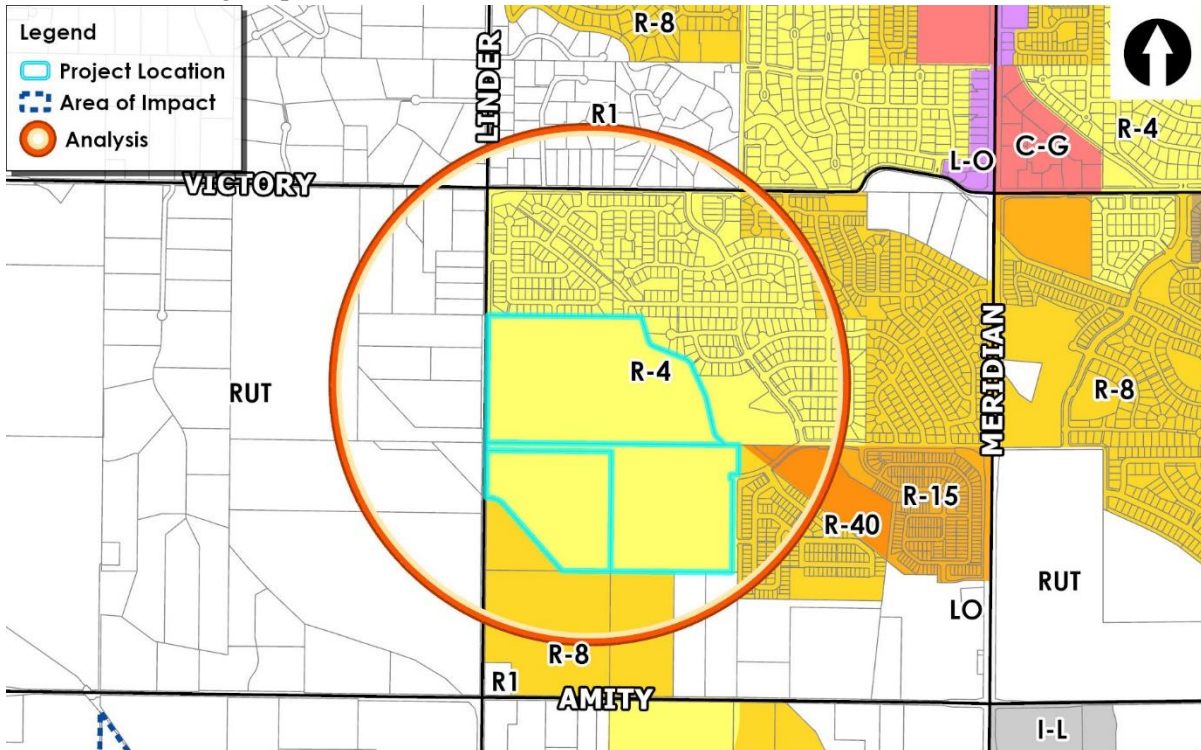 Legend
Project Location
Area of Impact
Analysis
R-8
LINDER
R1
L-O
C-G
R-4
VICTORY
RUT
R-4
MERIDIAN
R-8
R-15
R-40
RUT
LO
R-8
R1
AMITY
I-L